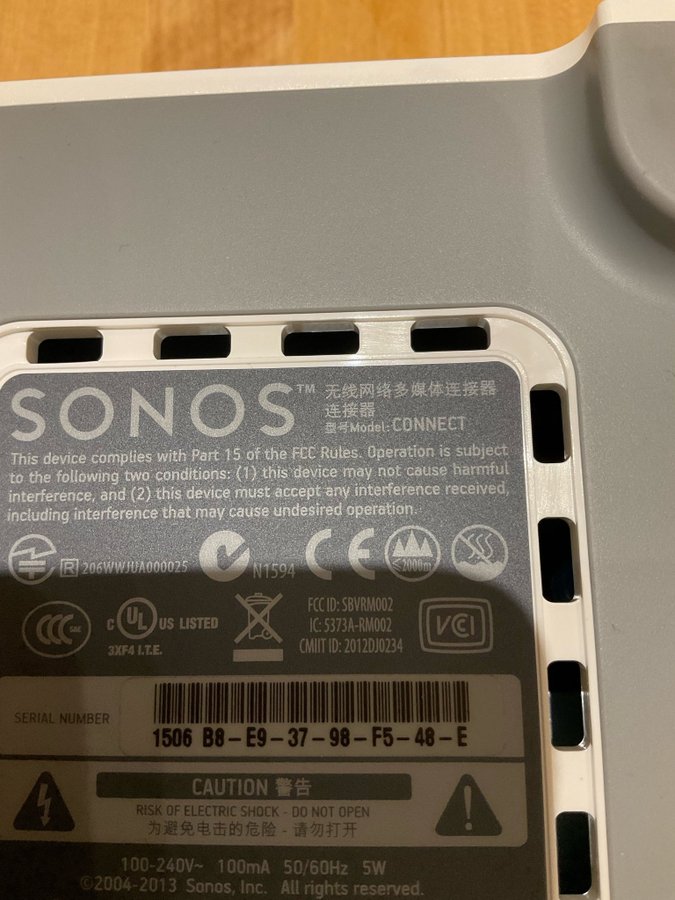 SONOS™ 无线网络多媒体连接器
连接器
型号Model: CONNECT
This device complies with Part 15 of the FCC Rules. Operation is subject
to the following two conditions: (1) this device may not cause harmful
interference, and (2) this device must accept any interference received,
including interference that may cause undesired operation.
R 206WWJUA000025
N1594
CE
≤2000m
CCC S&E
C UL US LISTED
3XF4 I.T.E.
FCC ID: SBVRM002
IC: 5373A-RM002
CMIIT ID: 2012DJ0234
VCCI
SERIAL NUMBER
1506 B8-E9-37-98-F5-48-E
CAUTION 警告
RISK OF ELECTRIC SHOCK - DO NOT OPEN
为避免电击的危险 - 请勿打开
100-240V~ 100mA 50/60Hz 5W
©2004-2013 Sonos, Inc. All rights reserved.